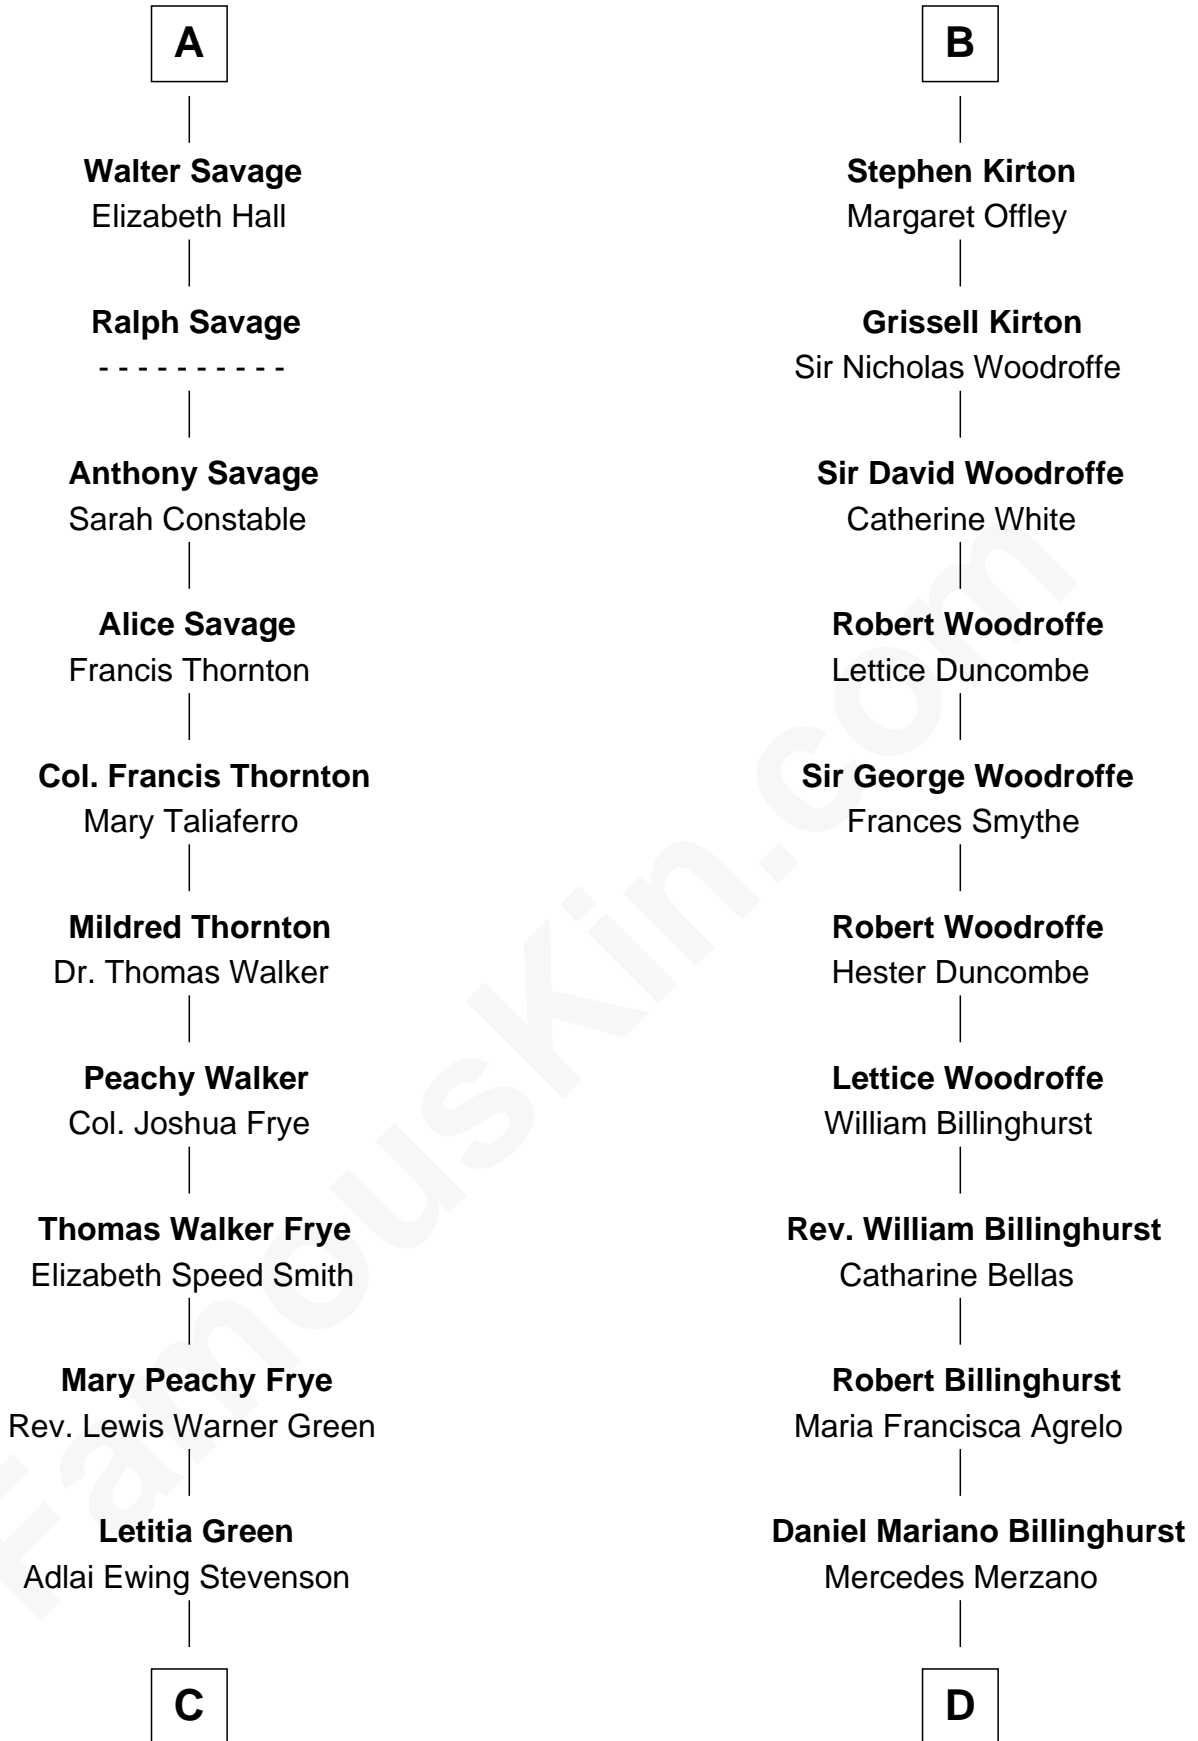 A
Walter Savage
Elizabeth Hall
Ralph Savage
- - - - - - - - - -
Anthony Savage
Sarah Constable
Alice Savage
Francis Thornton
Col. Francis Thornton
Mary Taliaferro
Mildred Thornton
Dr. Thomas Walker
Peachy Walker
Col. Joshua Frye
Thomas Walker Frye
Elizabeth Speed Smith
Mary Peachy Frye
Rev. Lewis Warner Green
Letitia Green
Adlai Ewing Stevenson
C
B
Stephen Kirton
Margaret Offley
Grissell Kirton
Sir Nicholas Woodroffe
Sir David Woodroffe
Catherine White
Robert Woodroffe
Lettice Duncombe
Sir George Woodroffe
Frances Smythe
Robert Woodroffe
Hester Duncombe
Lettice Woodroffe
William Billinghurst
Rev. William Billinghurst
Catharine Bellas
Robert Billinghurst
Maria Francisca Agrelo
Daniel Mariano Billinghurst
Mercedes Merzano
D
FamousKin.com